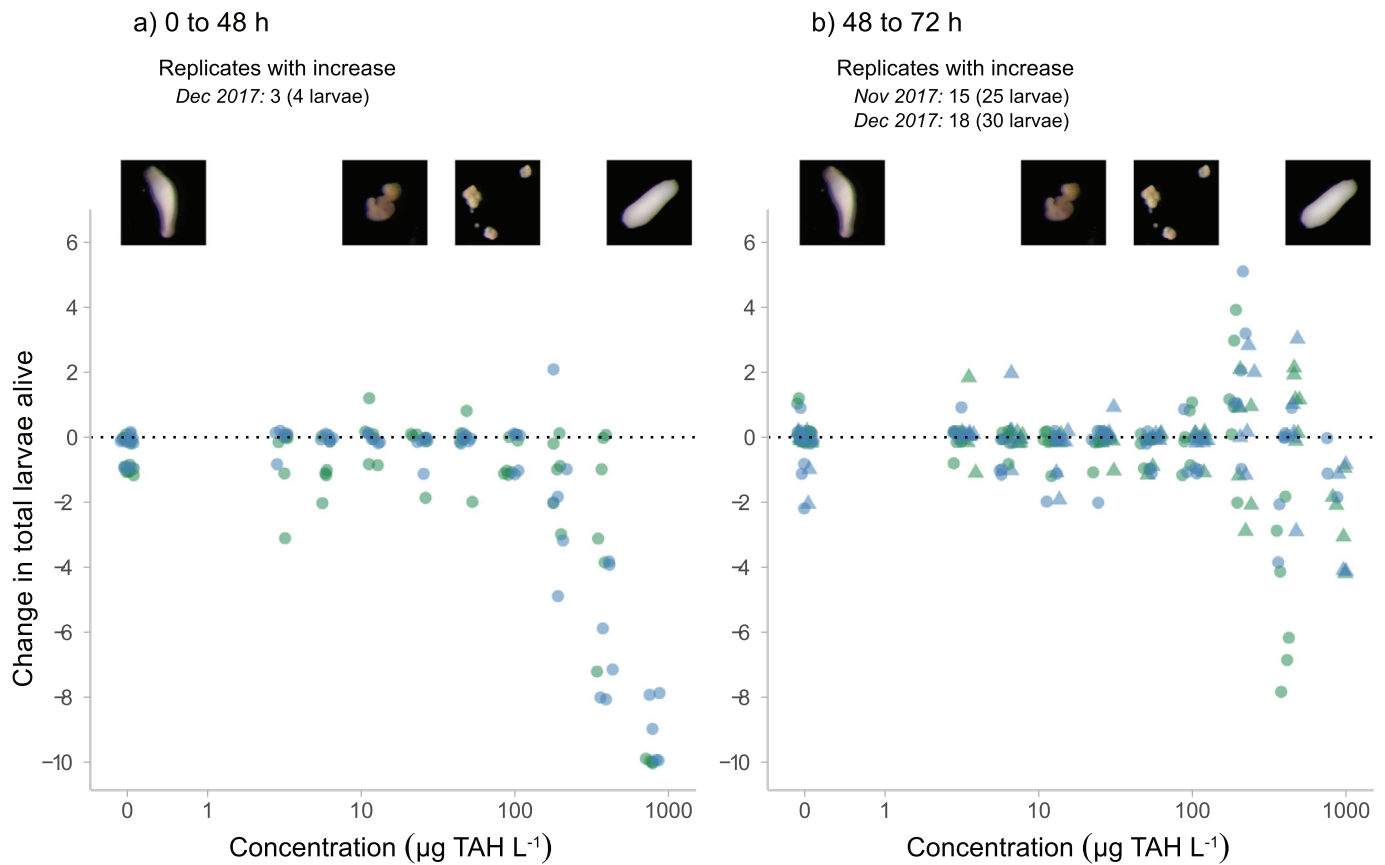 a) 0 to 48 h
Replicates with increase
Dec 2017: 3 (4 larvae)
b) 48 to 72 h
Replicates with increase
Nov 2017: 15 (25 larvae)
Dec 2017: 18 (30 larvae)
Change in total larvae alive
6
4
2
0
−2
−4
−6
−8
−10
0 1 10 100 1000
Concentration (µg TAH L⁻¹)
6
4
2
0
−2
−4
−6
−8
−10
0 1 10 100 1000
Concentration (µg TAH L⁻¹)